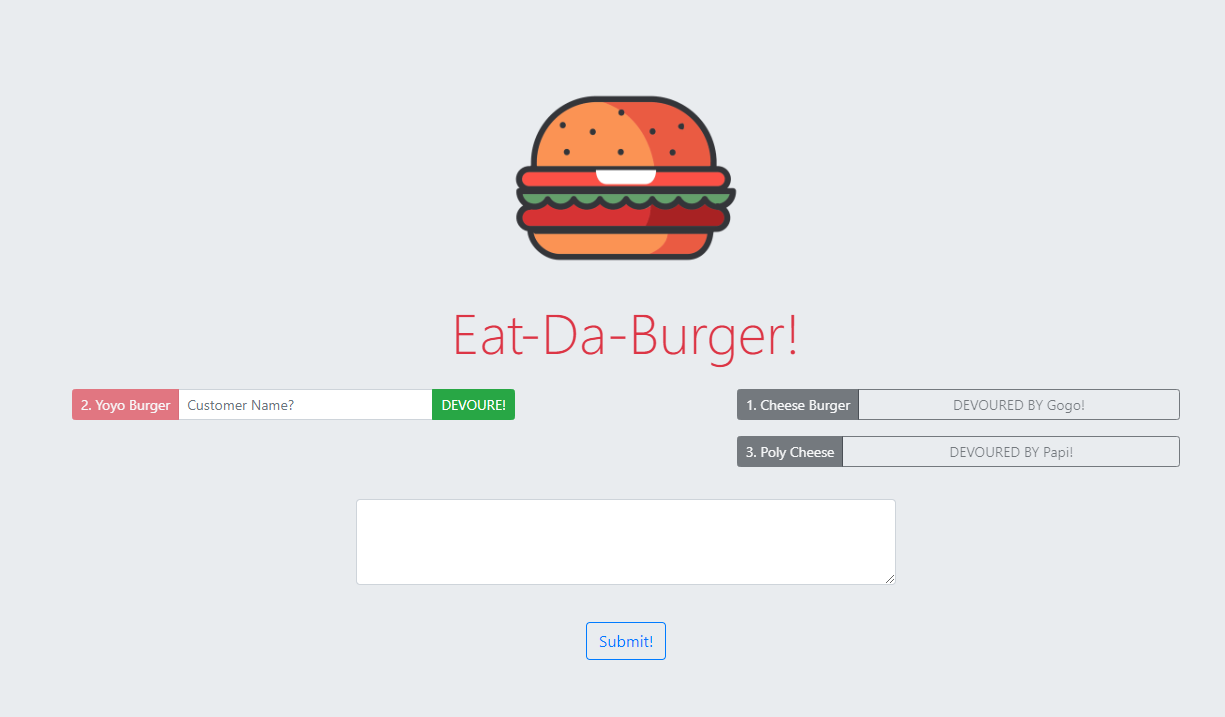 Eat-Da-Burger!
2. Yoyo Burger Customer Name? DEVOURE!
1. Cheese Burger DEVOURED BY Gogo!
3. Poly Cheese DEVOURED BY Papi!
Submit!